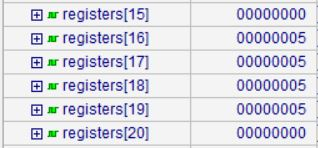 registers[15] 00000000
registers[16] 00000005
registers[17] 00000005
registers[18] 00000005
registers[19] 00000005
registers[20] 00000000